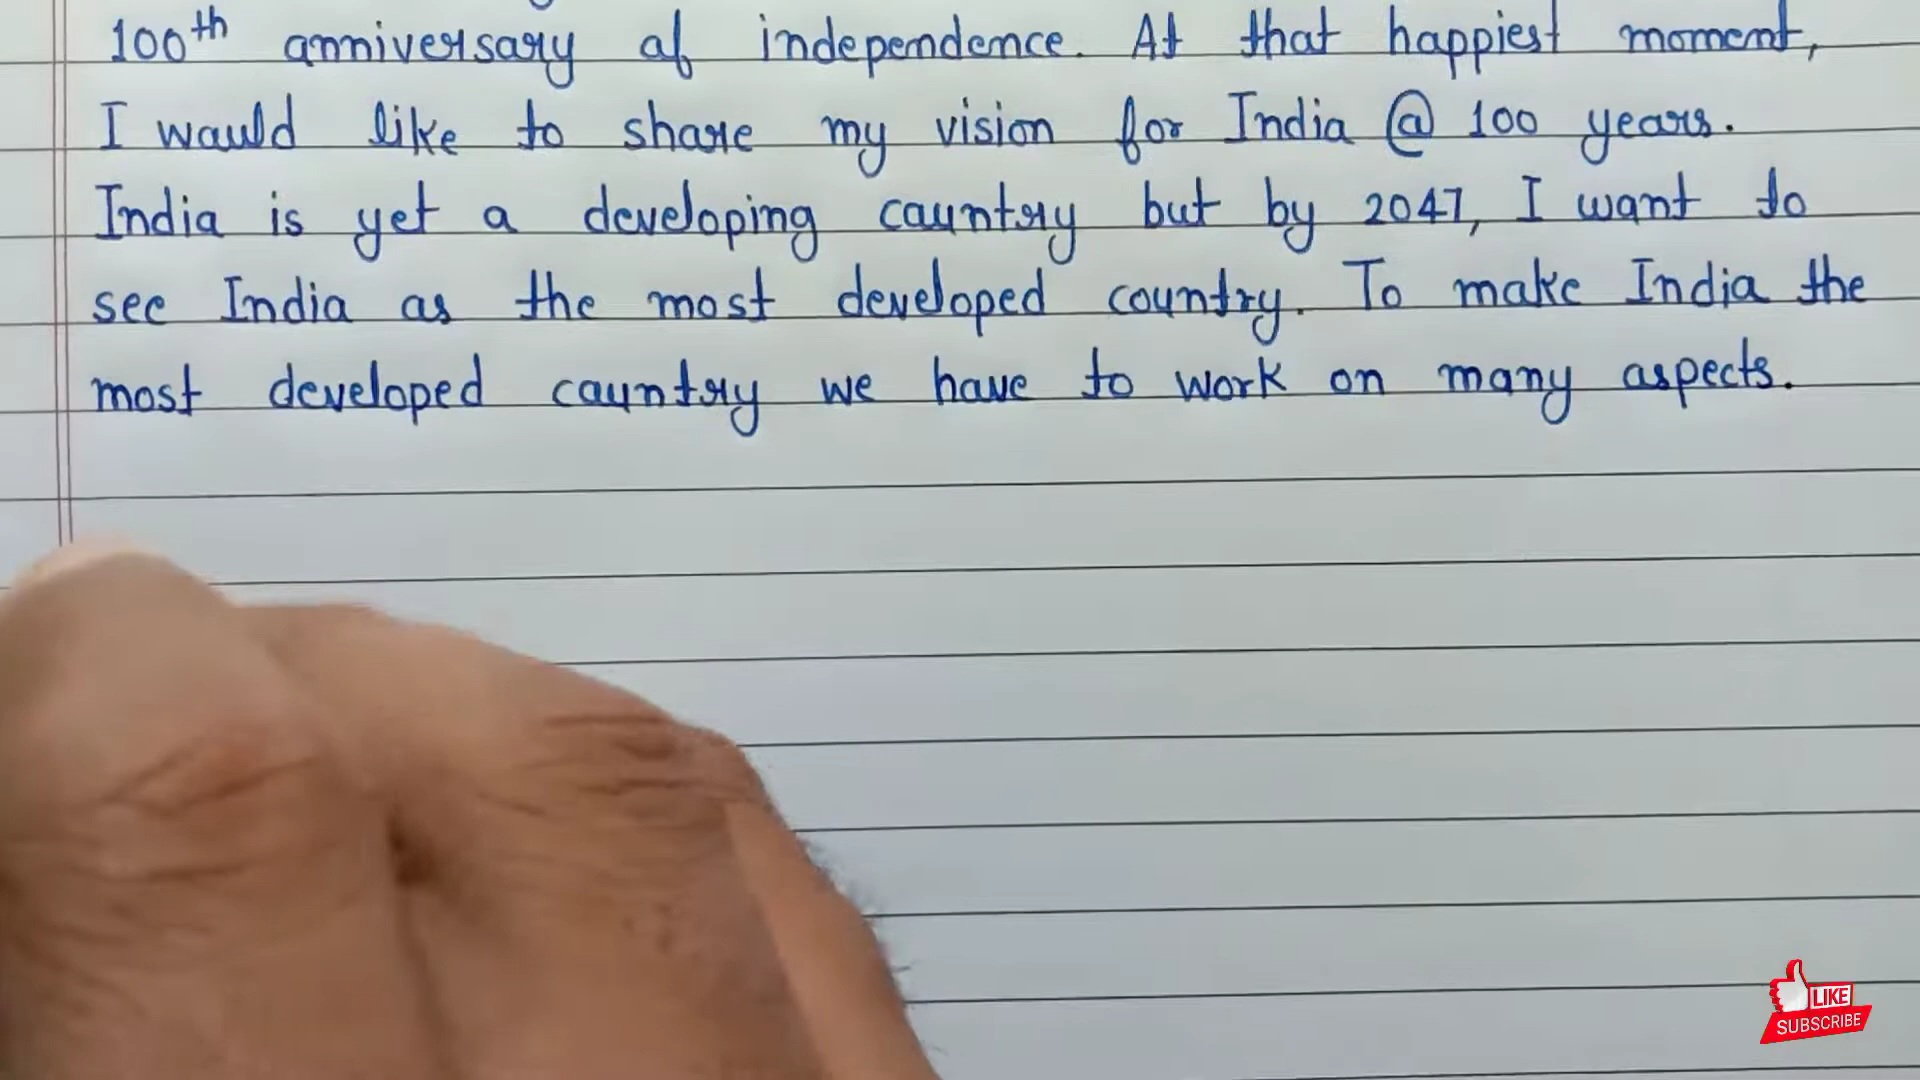 100th anniversary of independence. At that happiest moment,
I would like to share my vision for India @ 100 years.
India is yet a developing country but by 2047, I want to
see India as the most developed country. To make India the
most developed country we have to work on many aspects.
LIKE
SUBSCRIBE